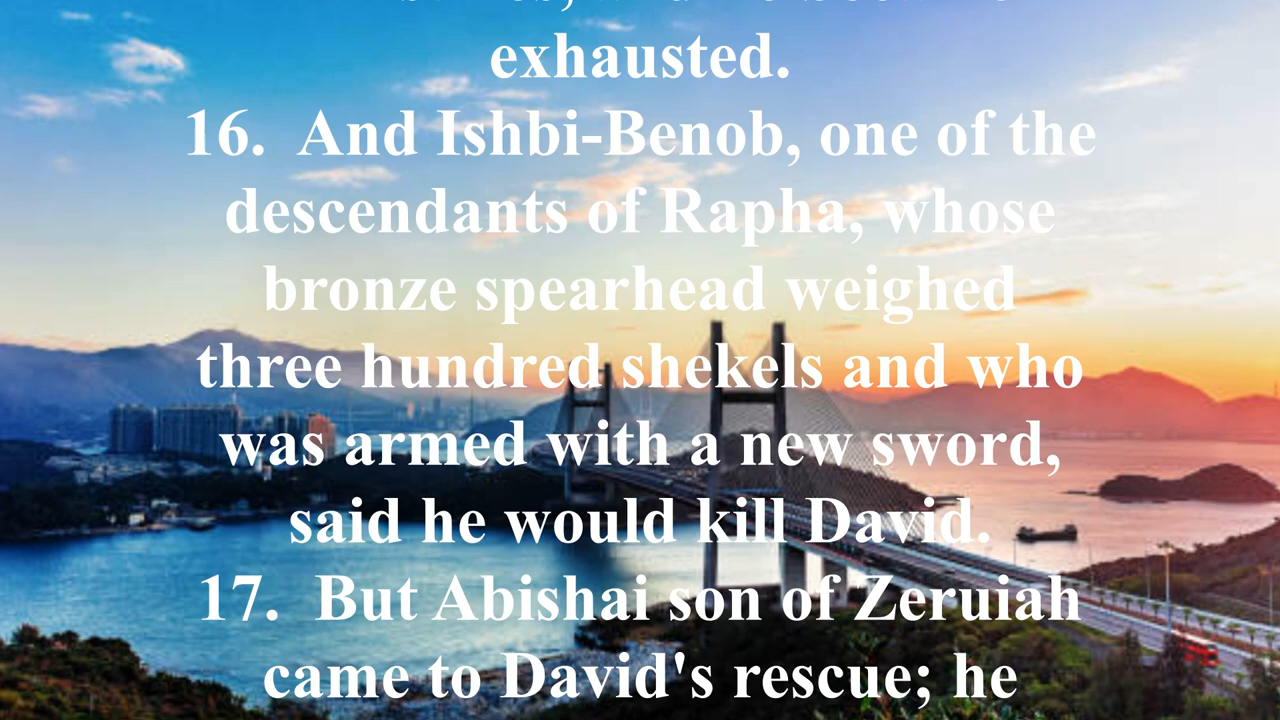 exhausted.
16. And Ishbi-Benob, one of the
descendants of Rapha, whose
bronze spearhead weighed
three hundred shekels and who
was armed with a new sword,
said he would kill David.
17. But Abishai son of Zeruiah
came to David's rescue; he